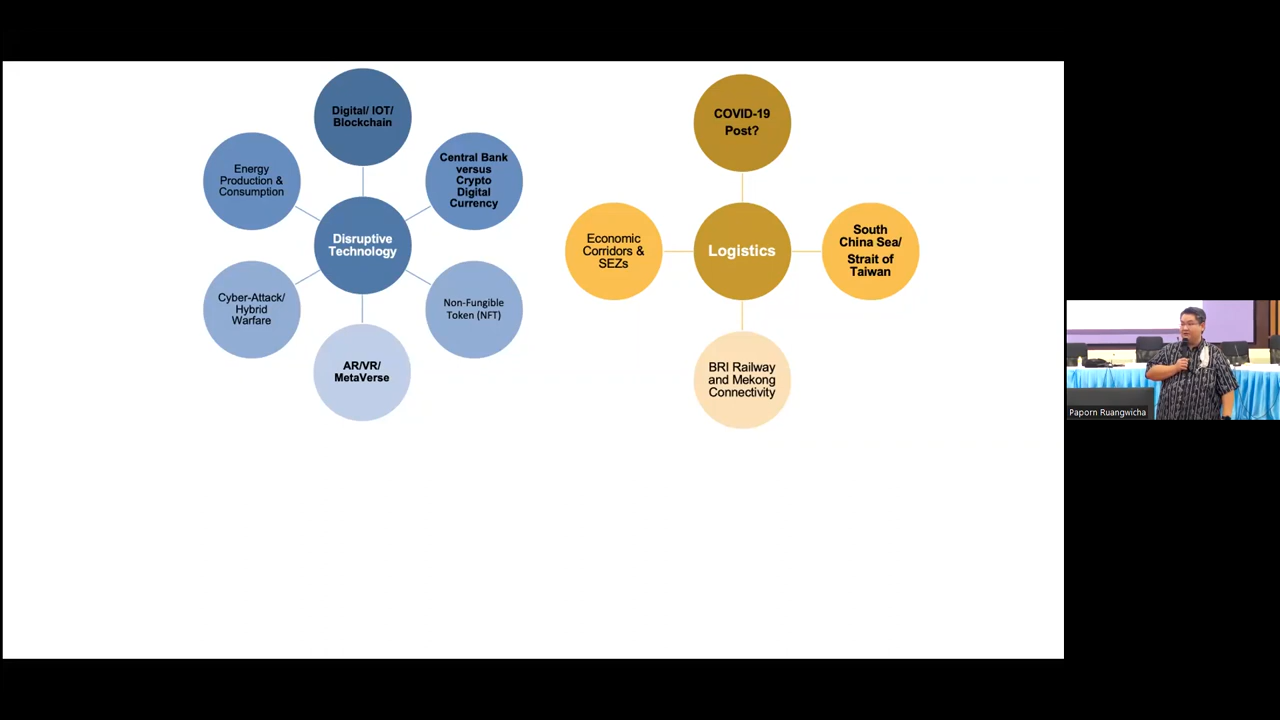 Digital/ IOT/
Blockchain
Energy
Production &
Consumption
Central Bank
versus
Crypto
Digital
Currency
Disruptive
Technology
Cyber-Attack/
Hybrid
Warfare
Non-Fungible
Token (NFT)
AR/VR/
MetaVerse
COVID-19
Post?
Economic
Corridors &
SEZs
Logistics
South
China Sea/
Strait of
Taiwan
BRI Railway
and Mekong
Connectivity
Paporn Ruangwicha